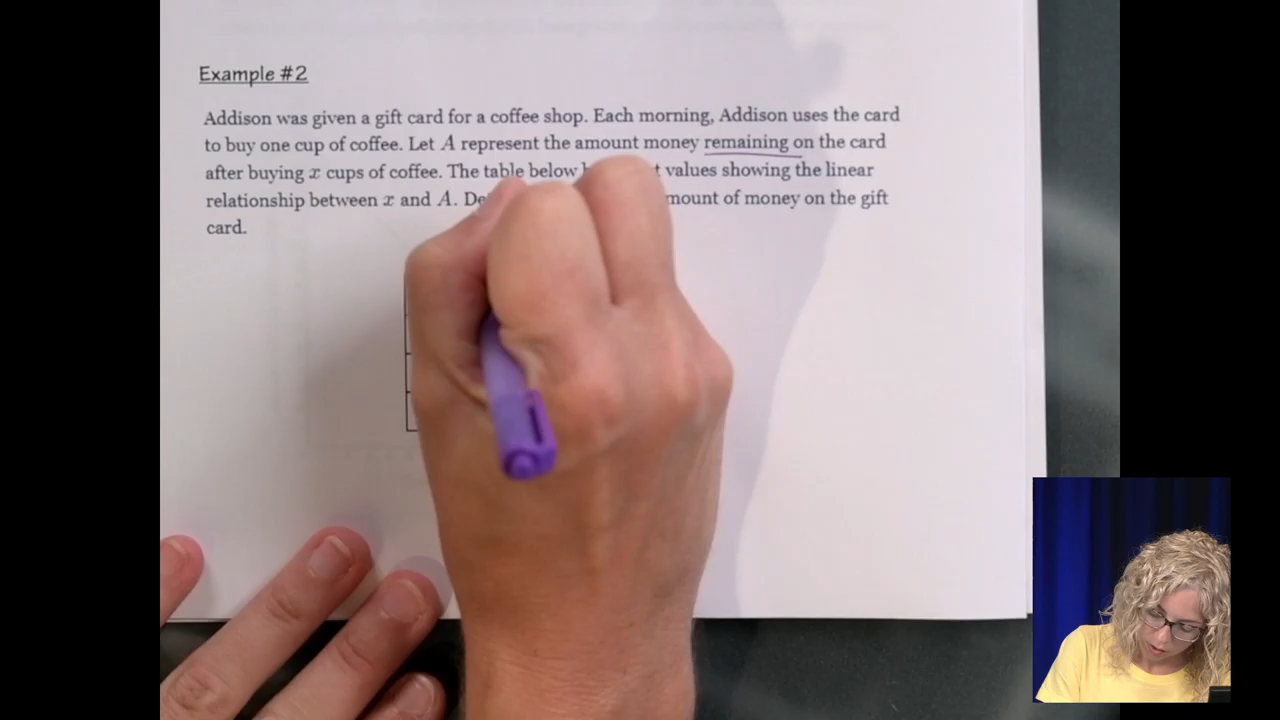 Example #2
Addison was given a gift card for a coffee shop. Each morning, Addison uses the card
to buy one cup of coffee. Let A represent the amount money remaining on the card
after buying x cups of coffee. The table below values showing the linear
relationship between x and A. mount of money on the gift
card.